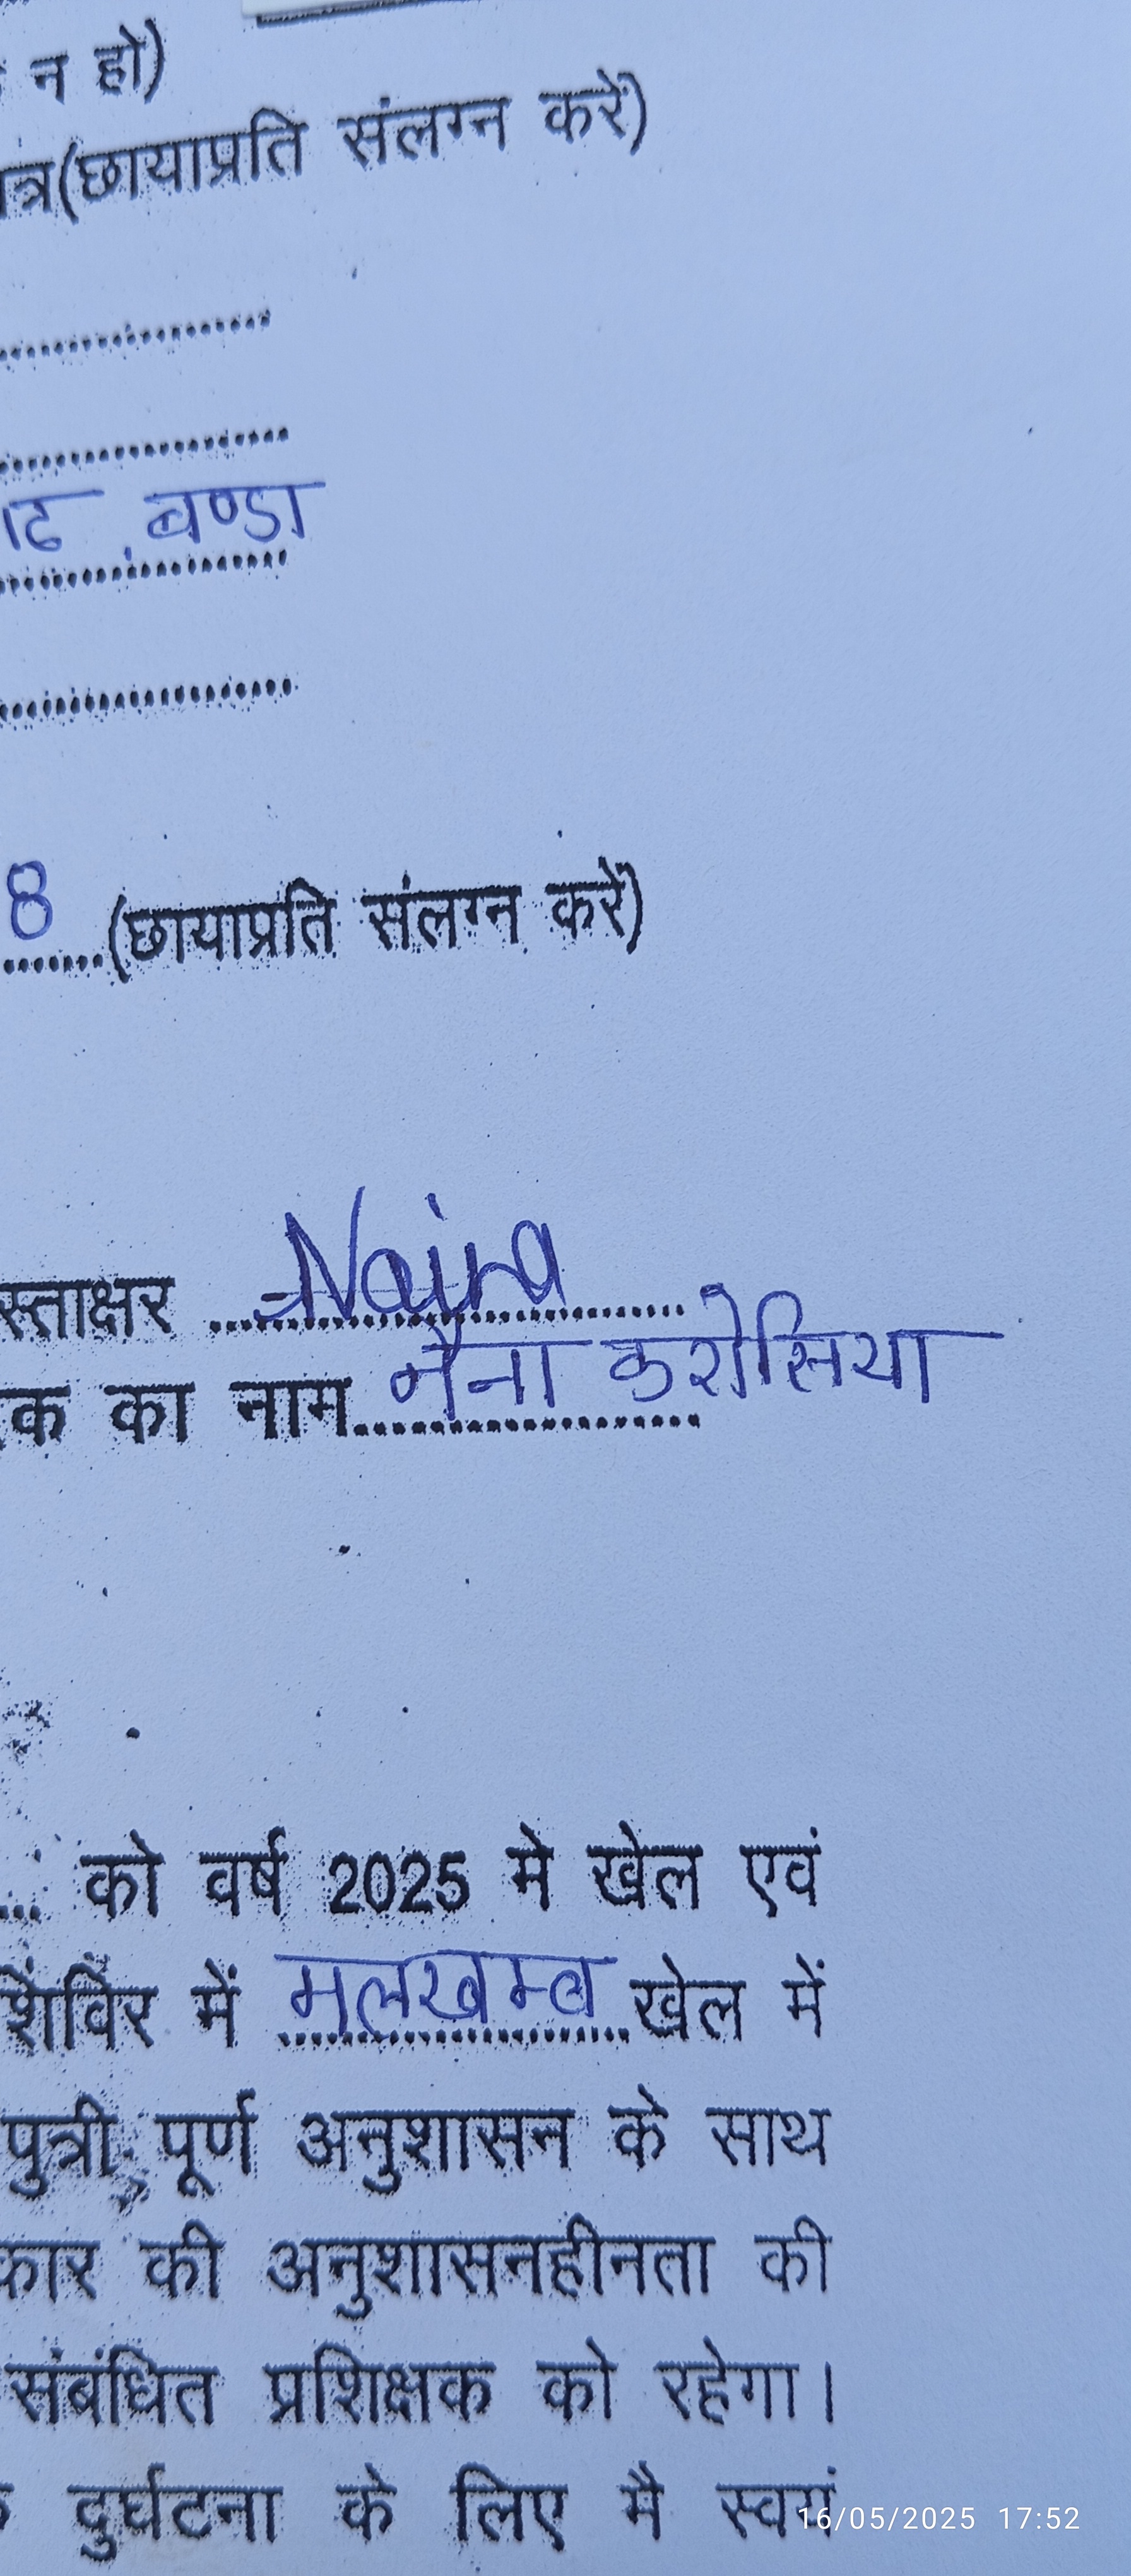 न हो)
त्र(छायाप्रति संलग्न करें)
बण्डा
8 (छायाप्रति संलग्न करें)
स्ताक्षर Naina
क का नाम नैना करोसिया
को वर्ष 2025 मे खेल एवं
शिविर में मलखम्ब खेल में
पुत्री, पूर्ण अनुशासन के साथ
कार की अनुशासनहीनता की
संबंधित प्रशिक्षक को रहेगा।
दुर्घटना के लिए मै स्वयं
16/05/2025 17:52